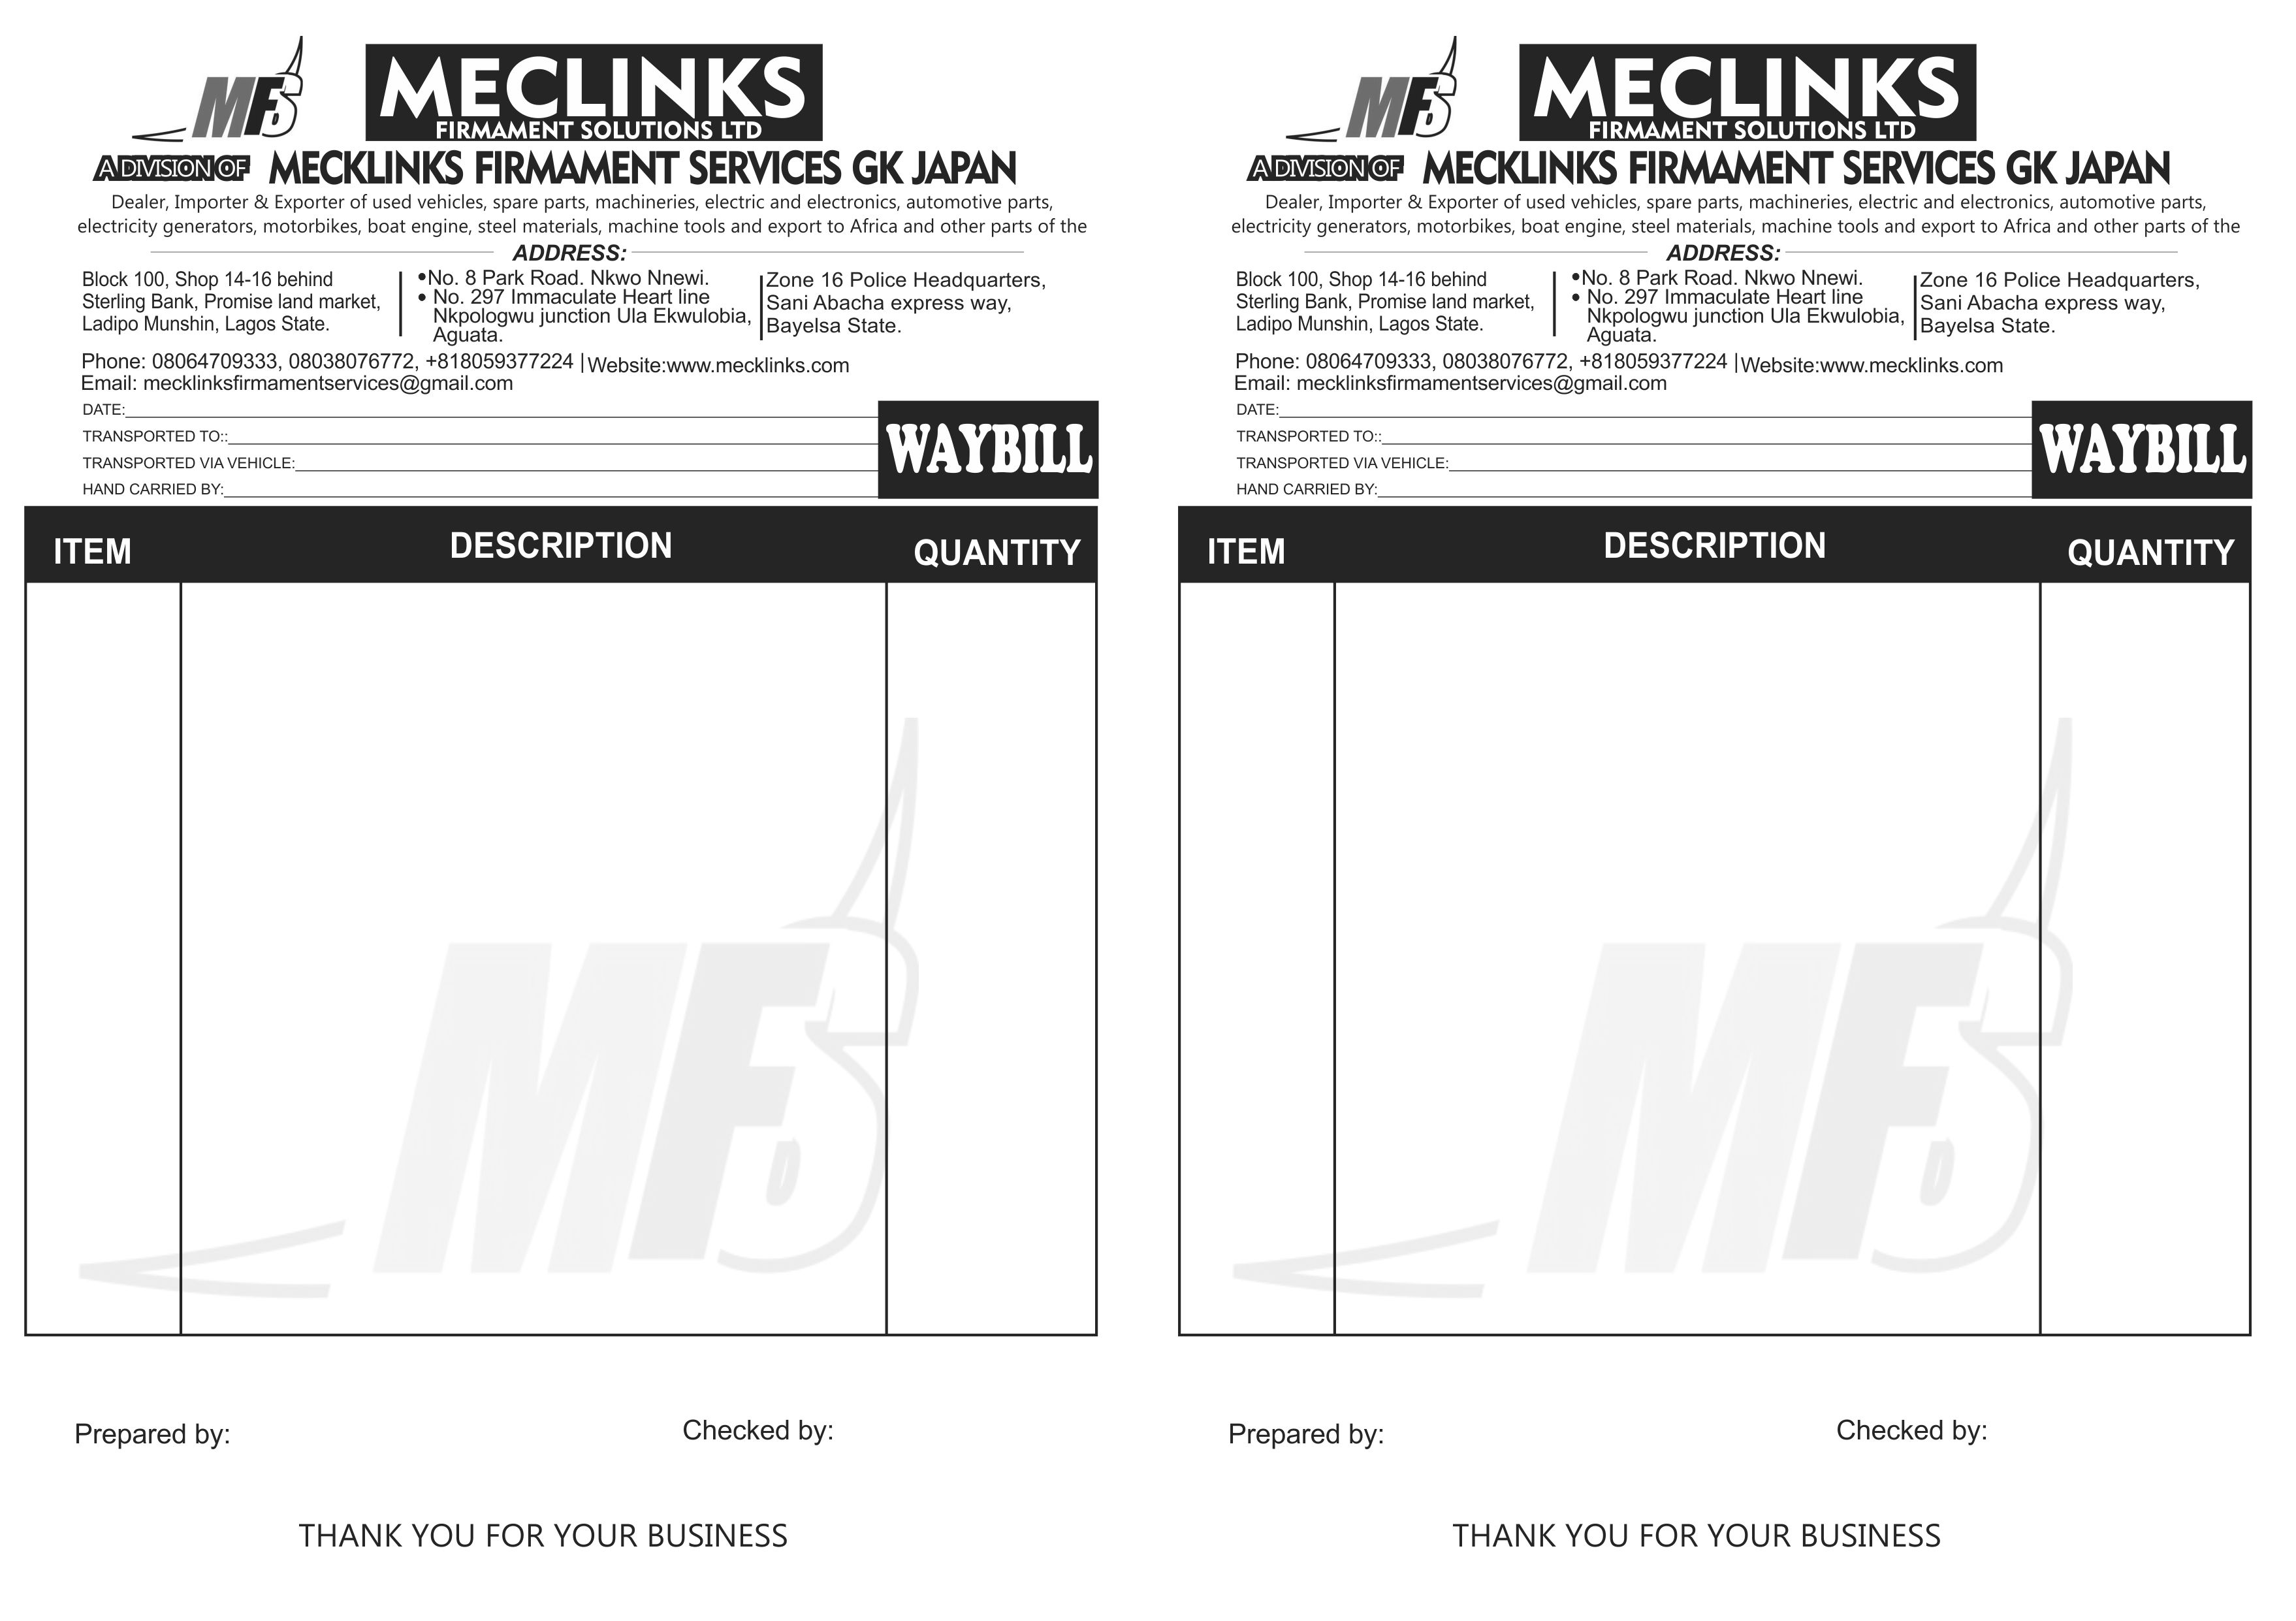 MFS
MECLINKS
FIRMAMENT SOLUTIONS LTD
A DIVISION OF MECKLINKS FIRMAMENT SERVICES GK JAPAN
Dealer, Importer & Exporter of used vehicles, spare parts, machineries, electric and electronics, automotive parts,
electricity generators, motorbikes, boat engine, steel materials, machine tools and export to Africa and other parts of the
ADDRESS:
Block 100, Shop 14-16 behind
Sterling Bank, Promise land market,
Ladipo Munshin, Lagos State.
•No. 8 Park Road. Nkwo Nnewi.
• No. 297 Immaculate Heart line
Nkpologwu junction Ula Ekwulobia,
Aguata.
Zone 16 Police Headquarters,
Sani Abacha express way,
Bayelsa State.
Phone: 08064709333, 08038076772, +818059377224 | Website:www.mecklinks.com
Email: mecklinksfirmamentservices@gmail.com
DATE:
TRANSPORTED TO::
TRANSPORTED VIA VEHICLE:
HAND CARRIED BY:
WAYBILL
ITEM DESCRIPTION QUANTITY
MFS
Prepared by: Checked by:
THANK YOU FOR YOUR BUSINESS
MFS
MECLINKS
FIRMAMENT SOLUTIONS LTD
A DIVISION OF MECKLINKS FIRMAMENT SERVICES GK JAPAN
Dealer, Importer & Exporter of used vehicles, spare parts, machineries, electric and electronics, automotive parts,
electricity generators, motorbikes, boat engine, steel materials, machine tools and export to Africa and other parts of the
ADDRESS:
Block 100, Shop 14-16 behind
Sterling Bank, Promise land market,
Ladipo Munshin, Lagos State.
•No. 8 Park Road. Nkwo Nnewi.
• No. 297 Immaculate Heart line
Nkpologwu junction Ula Ekwulobia,
Aguata.
Zone 16 Police Headquarters,
Sani Abacha express way,
Bayelsa State.
Phone: 08064709333, 08038076772, +818059377224 | Website:www.mecklinks.com
Email: mecklinksfirmamentservices@gmail.com
DATE:
TRANSPORTED TO::
TRANSPORTED VIA VEHICLE:
HAND CARRIED BY:
WAYBILL
ITEM DESCRIPTION QUANTITY
MFS
Prepared by: Checked by:
THANK YOU FOR YOUR BUSINESS